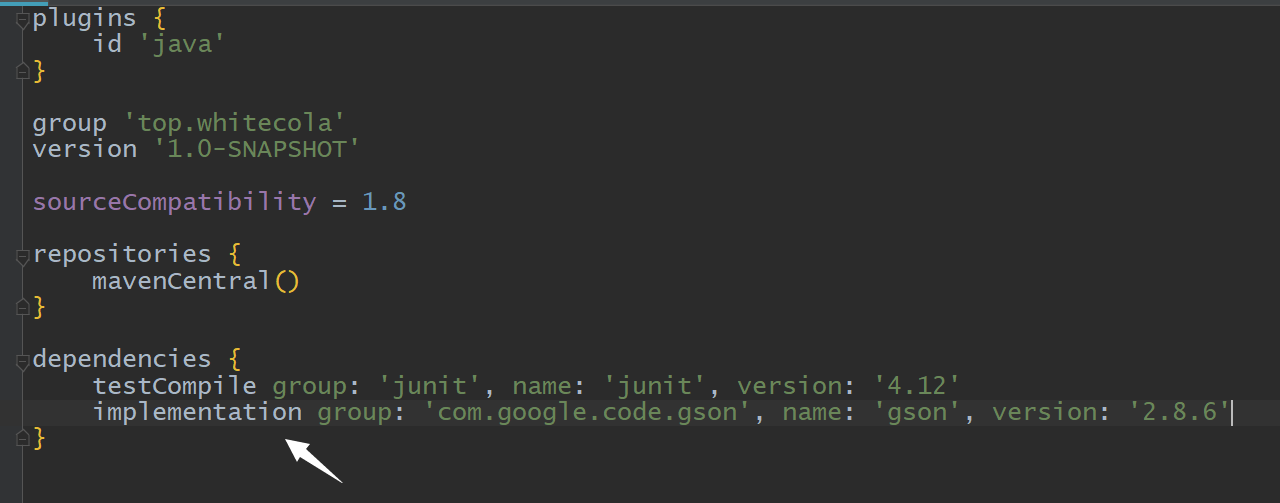 plugins {
    id 'java'
}
group 'top.whitecola'
version '1.0-SNAPSHOT'
sourceCompatibility = 1.8
repositories {
    mavenCentral()
}
dependencies {
    testCompile group: 'junit', name: 'junit', version: '4.12'
    implementation group: 'com.google.code.gson', name: 'gson', version: '2.8.6'
}